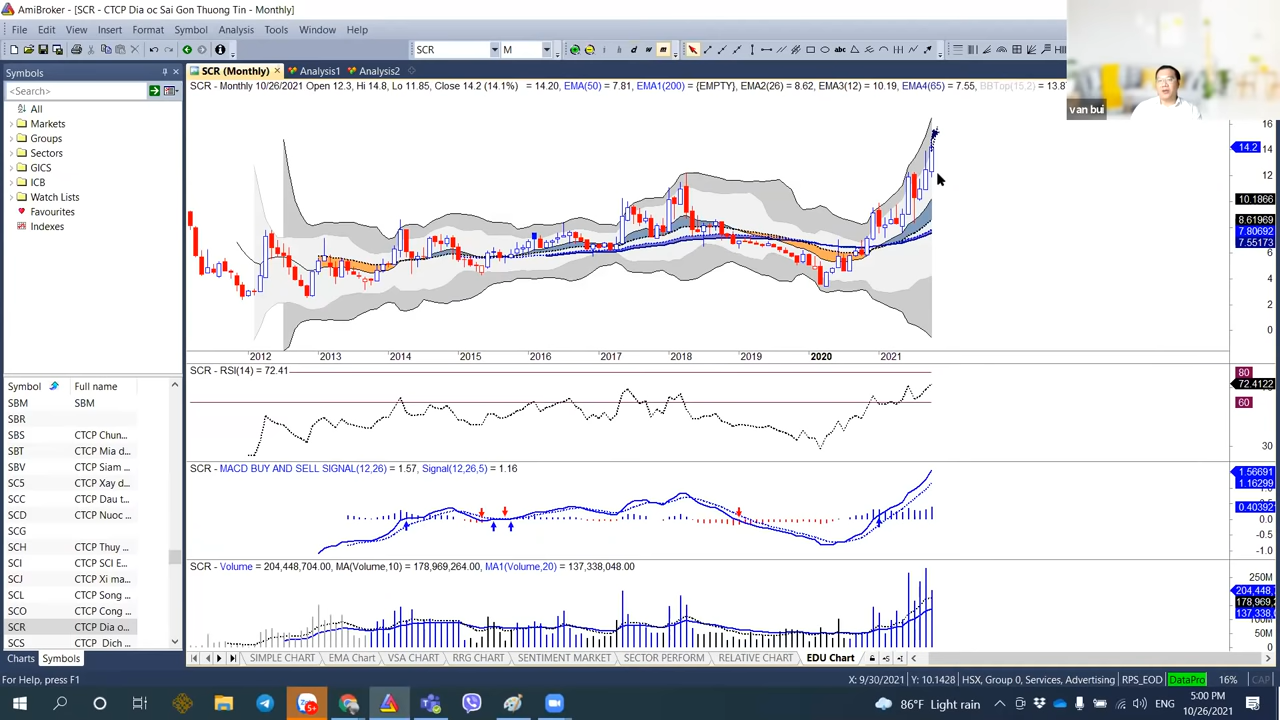 AmiBroker - [SCR - CTCP Dia oc Sai Gon Thuong Tin - Monthly]
File Edit View Insert Format Symbol Analysis Tools Window Help
SCR M i h d w m abc
Symbols
SCR (Monthly) Analysis1 Analysis2
<Search>
SCR - Monthly 10/26/2021 Open 12.3, Hi 14.8, Lo 11.85, Close 14.2 (14.1%) = 14.20, EMA(50) = 7.81, EMA1(200) = {EMPTY}, EMA2(26) = 8.62, EMA3(12) = 10.19, EMA4(65) = 7.55, BBTop(15,2) = 13.8
van bui
All
Markets
Groups
Sectors
GICS
ICB
Watch Lists
Favourites
Indexes
16
14.2
14
12
10.1866
8.61969
7.80692
7.55173
6
4
2
0
2012 2013 2014 2015 2016 2017 2018 2019 2020 2021
SCR - RSI(14) = 72.41
80
72.4122
60
30
Symbol Full name
SBM SBM
SBR
SBS CTCP Chun...
SBT CTCP Mia d...
SBV CTCP Siam ...
SC5 CTCP Xay d...
SCC CTCP Dau t...
SCD CTCP Nuoc ...
SCG
SCH CTCP Thuy ...
SCI CTCP SCI E...
SCJ CTCP Xi ma...
SCL CTCP Song ...
SCO CTCP Cong ...
SCR CTCP Dia o...
SCS CTCP Dich ...
SCR - MACD BUY AND SELL SIGNAL(12,26) = 1.57, Signal(12,26,5) = 1.16
1.56691
1.16299
0.40392
-0.5
-1.0
SCR - Volume = 204,448,704.00, MA(Volume,10) = 178,969,264.00, MA1(Volume,20) = 137,338,048.00
250M
204,448,
178,969,
137,338,
50M
0
Charts Symbols
SIMPLE CHART EMA Chart VSA CHART RRG CHART SENTIMENT MARKET SECTOR PERFORM RELATIVE CHART EDU Chart
For Help, press F1
X: 9/30/2021 Y: 10.1428 HSX, Group 0, Services, Advertising RPS_EOD DataPro 16% CAP
5+
86°F Light rain
5:00 PM
10/26/2021